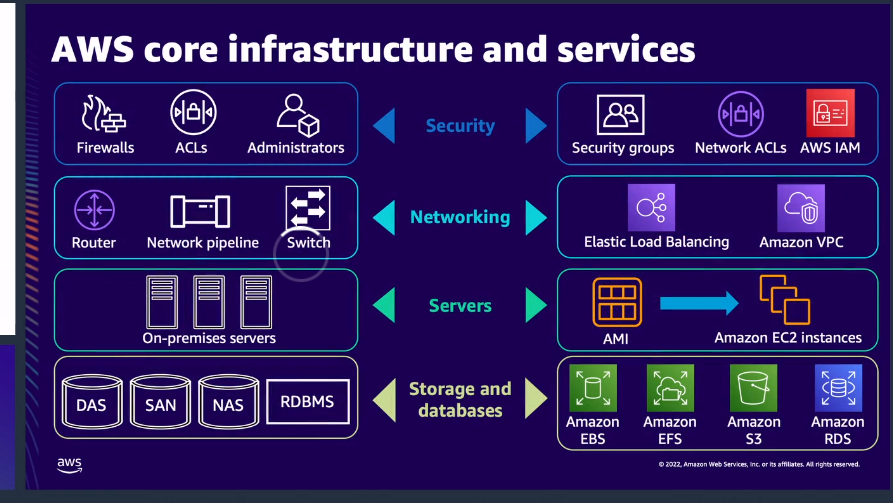 AWS core infrastructure and services
Firewalls
ACLs
Administrators
Security
Security groups
Network ACLs
AWS IAM
Router
Network pipeline
Switch
Networking
Elastic Load Balancing
Amazon VPC
On-premises servers
Servers
AMI
Amazon EC2 instances
DAS
SAN
NAS
RDBMS
Storage and
databases
Amazon
EBS
Amazon
EFS
Amazon
S3
Amazon
RDS
aws
© 2022, Amazon Web Services, Inc. or its affiliates. All rights reserved.